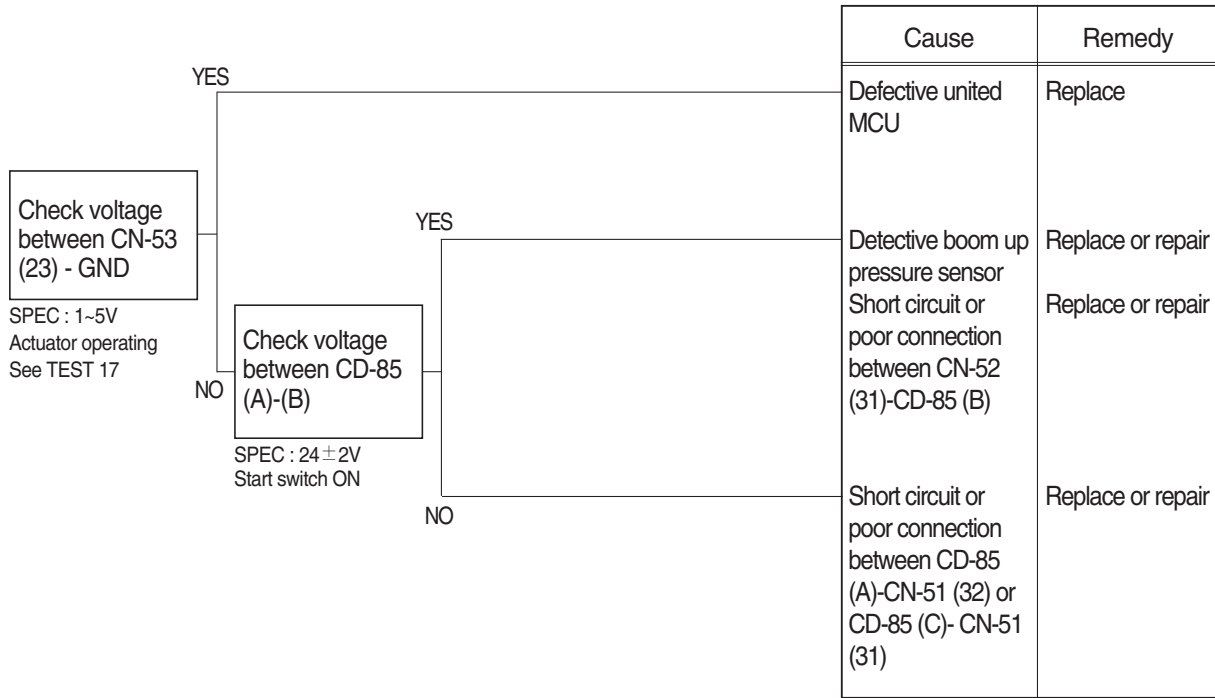 Cause
Remedy
YES
Defective united
MCU
Replace
Check voltage
between CN-53
(23) - GND
SPEC : 1~5V
Actuator operating
See TEST 17
YES
Detective boom up
pressure sensor
Replace or repair
Short circuit or
poor connection
between CN-52
(31)-CD-85 (B)
Replace or repair
NO
Check voltage
between CD-85
(A)-(B)
SPEC : 24±2V
Start switch ON
NO
Short circuit or
poor connection
between CD-85
(A)-CN-51 (32) or
CD-85 (C)- CN-51
(31)
Replace or repair